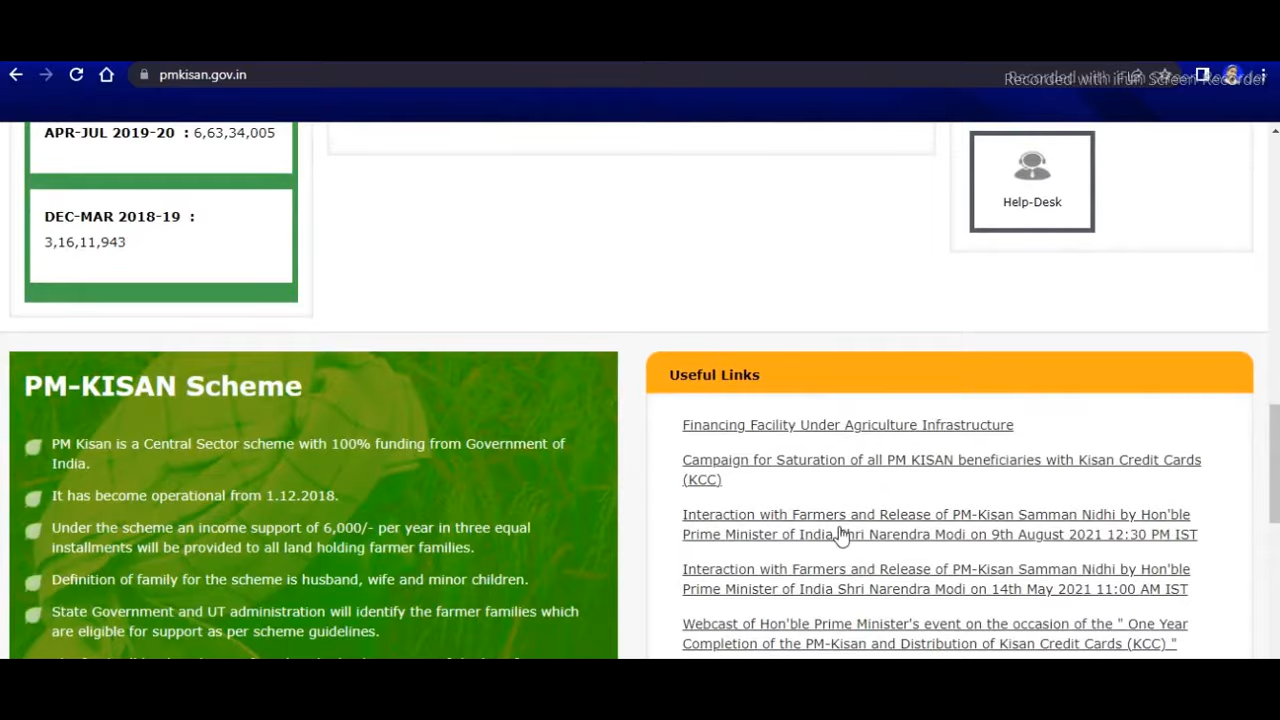 pmkisan.gov.in
Recorded with iFun Screen Recorder
APR-JUL 2019-20 : 6,63,34,005
DEC-MAR 2018-19 :
3,16,11,943
Help-Desk
PM-KISAN Scheme
PM Kisan is a Central Sector scheme with 100% funding from Government of
India.
It has become operational from 1.12.2018.
Under the scheme an income support of 6,000/- per year in three equal
installments will be provided to all land holding farmer families.
Definition of family for the scheme is husband, wife and minor children.
State Government and UT administration will identify the farmer families which
are eligible for support as per scheme guidelines.
Useful Links
Financing Facility Under Agriculture Infrastructure
Campaign for Saturation of all PM KISAN beneficiaries with Kisan Credit Cards
(KCC)
Interaction with Farmers and Release of PM-Kisan Samman Nidhi by Hon'ble
Prime Minister of India Shri Narendra Modi on 9th August 2021 12:30 PM IST
Interaction with Farmers and Release of PM-Kisan Samman Nidhi by Hon'ble
Prime Minister of India Shri Narendra Modi on 14th May 2021 11:00 AM IST
Webcast of Hon'ble Prime Minister's event on the occasion of the " One Year
Completion of the PM-Kisan and Distribution of Kisan Credit Cards (KCC) "